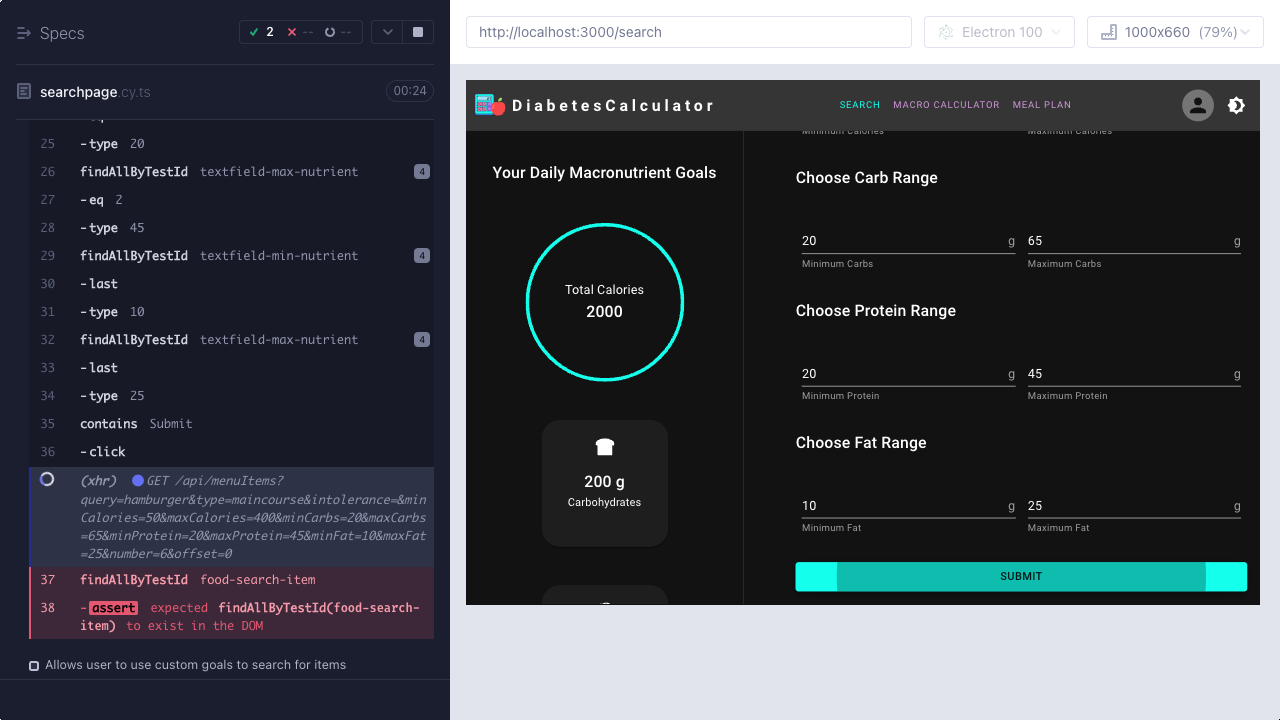 Specs
2
--
--
searchpage.cy.ts
00:24
25 -type 20
26 findAllByTestId textfield-max-nutrient 4
27 -eq 2
28 -type 45
29 findAllByTestId textfield-min-nutrient 4
30 -last
31 -type 10
32 findAllByTestId textfield-max-nutrient 4
33 -last
34 -type 25
35 contains Submit
36 -click
(xhr) GET /api/menuItems?
query=hamburger&type=maincourse&intolerance=&min
Calories=50&maxCalories=400&minCarbs=20&maxCarbs
=65&minProtein=20&maxProtein=45&minFat=10&maxFat
=25&number=6&offset=0
37 findAllByTestId food-search-item
38 -assert expected findAllByTestId(food-search-
item) to exist in the DOM
Allows user to use custom goals to search for items
http://localhost:3000/search
Electron 100
1000x660 (79%)
DiabetesCalculator
SEARCH
MACRO CALCULATOR
MEAL PLAN
Your Daily Macronutrient Goals
Total Calories
2000
200 g
Carbohydrates
Minimum Calories
Maximum Calories
Choose Carb Range
20 g
65 g
Minimum Carbs
Maximum Carbs
Choose Protein Range
20 g
45 g
Minimum Protein
Maximum Protein
Choose Fat Range
10 g
25 g
Minimum Fat
Maximum Fat
SUBMIT